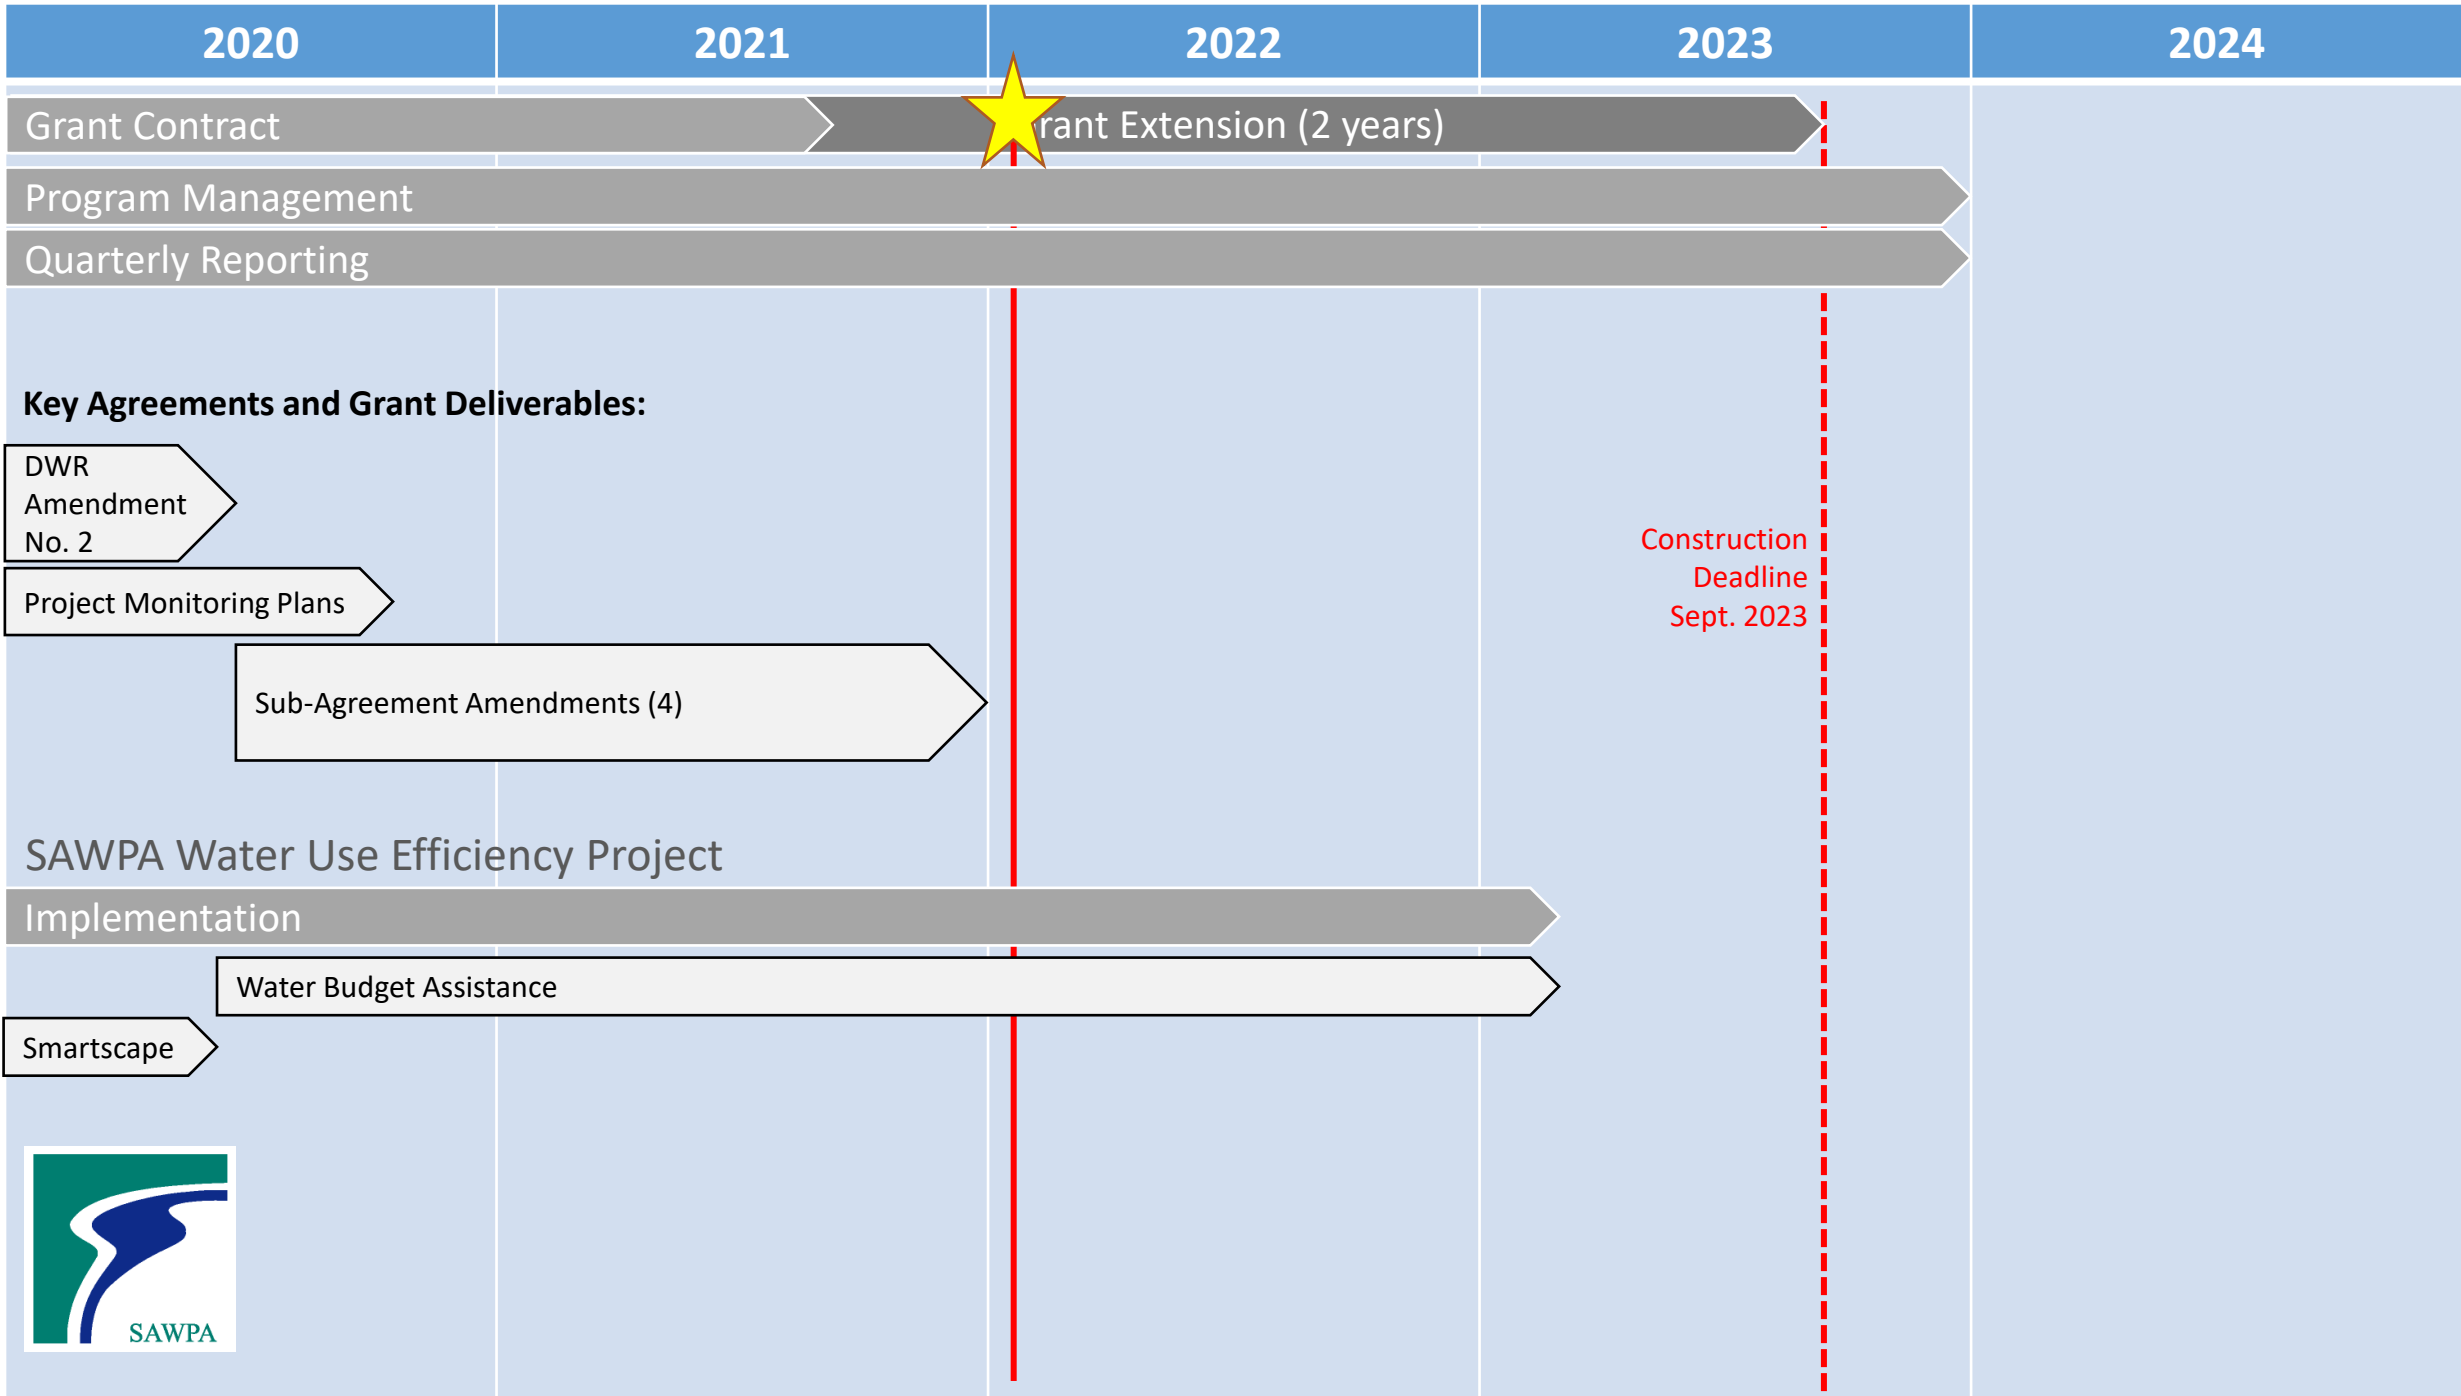 2020 2021 2022 2023 2024
Grant Contract
rant Extension (2 years)
Program Management
Quarterly Reporting
Key Agreements and Grant Deliverables:
DWR
Amendment
No. 2
Project Monitoring Plans
Construction
Deadline
Sept. 2023
Sub-Agreement Amendments (4)
SAWPA Water Use Efficiency Project
Implementation
Water Budget Assistance
Smartscape
SAWPA